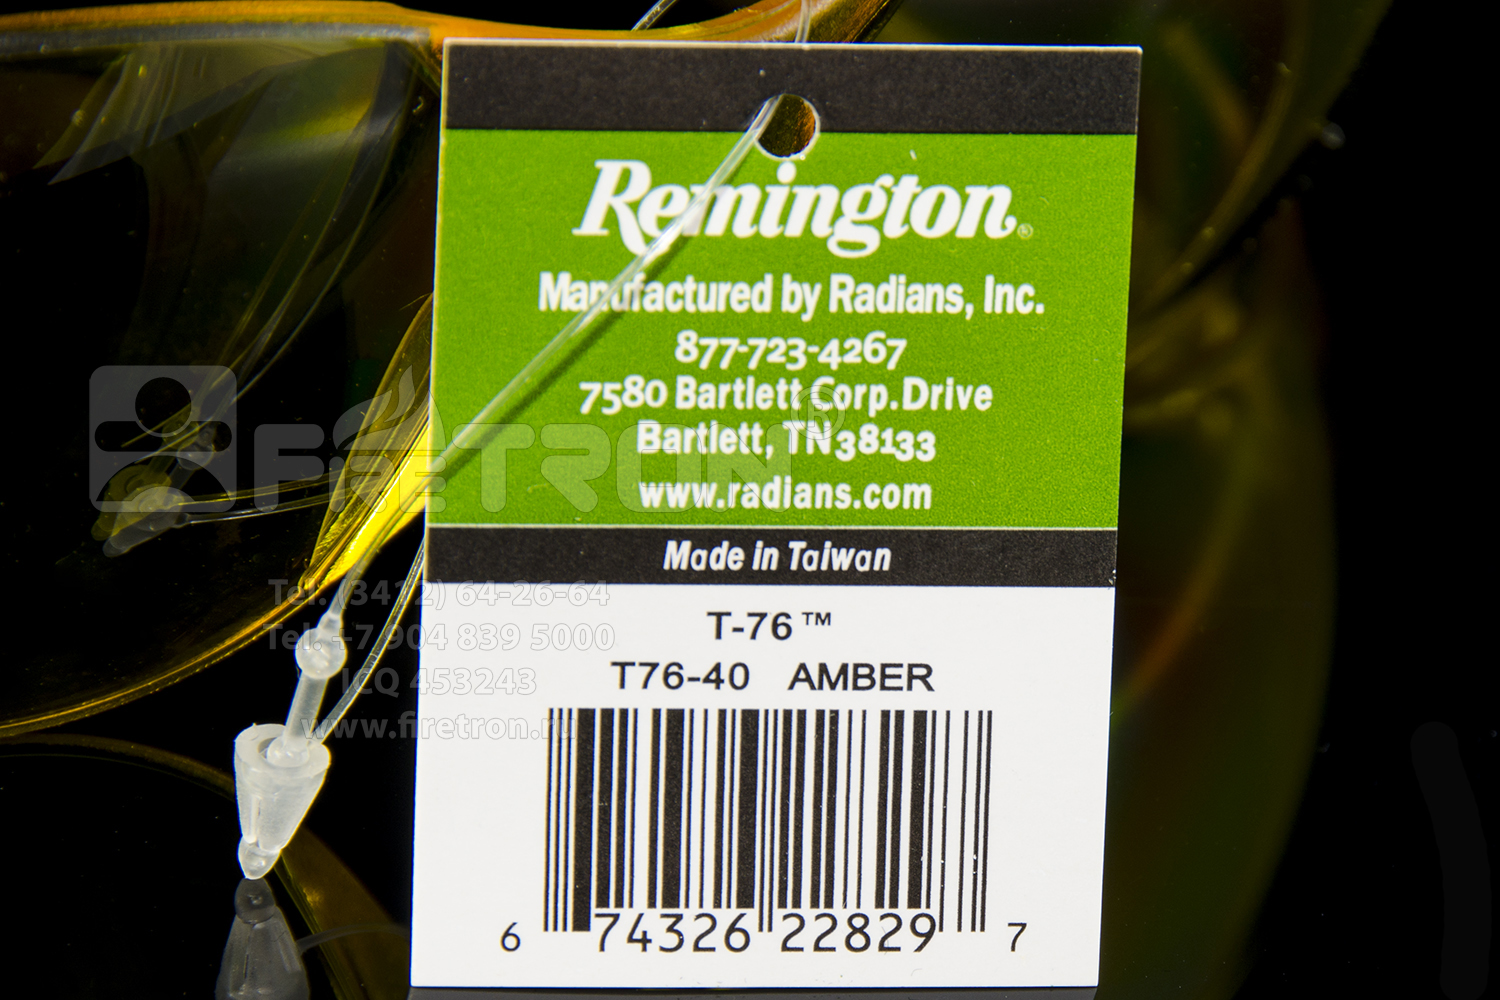 Remington®
Manufactured by Radians, Inc.
877-723-4267
7580 Bartlett Corp. Drive
Bartlett, TN 38133
www.radians.com
Made in Taiwan
T-76™
T76-40 AMBER
6 74326 22829 7
FIRETRON®
Tel. (3412) 64-26-64
Tel. +7 904 839 5000
ICQ 453243
www.firetron.ru